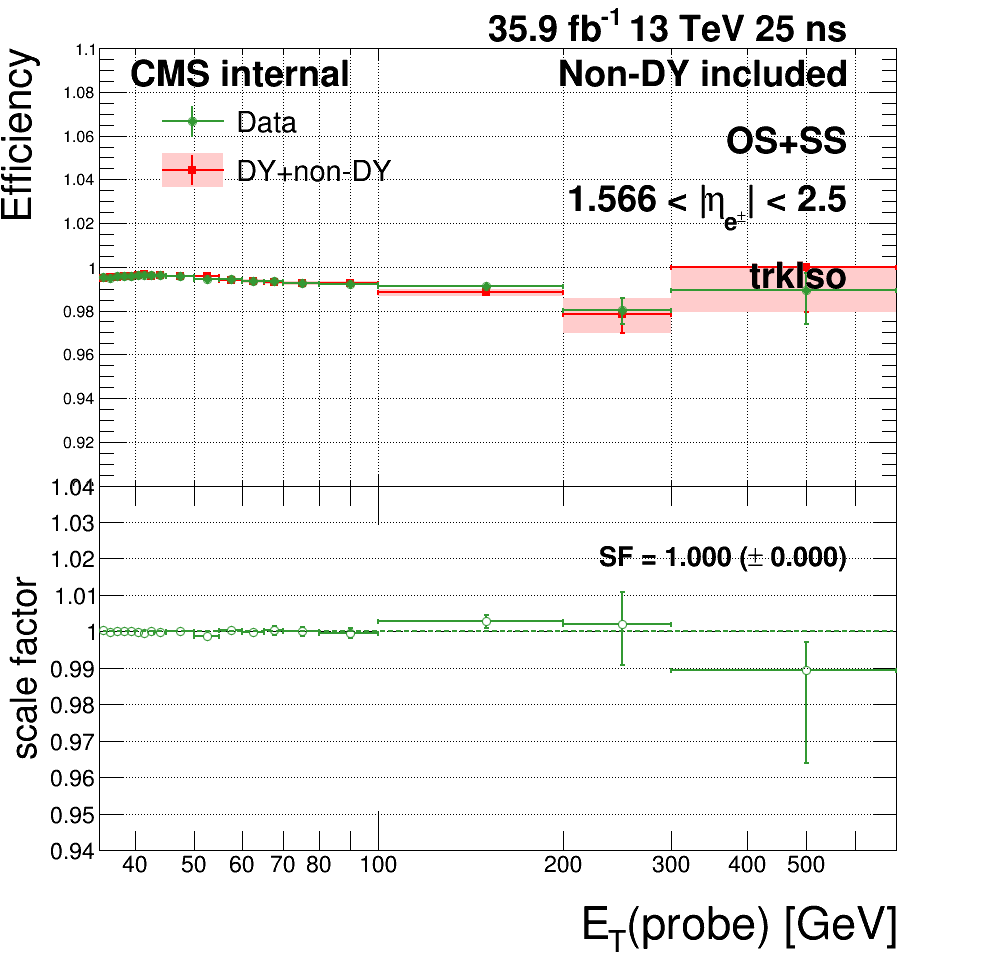 35.9 fb-1 13 TeV 25 ns
Efficiency
CMS internal
Non-DY included
Data
OS+SS
DY+non-DY
1.566 < |ηe±| < 2.5
trkIso
1.1
1.08
1.06
1.04
1.02
1
0.98
0.96
0.94
0.92
scale factor
SF = 1.000 (± 0.000)
1.04
1.03
1.02
1.01
1
0.99
0.98
0.97
0.96
0.95
0.94
40 50 60 70 80 100 200 300 400 500
ET(probe) [GeV]